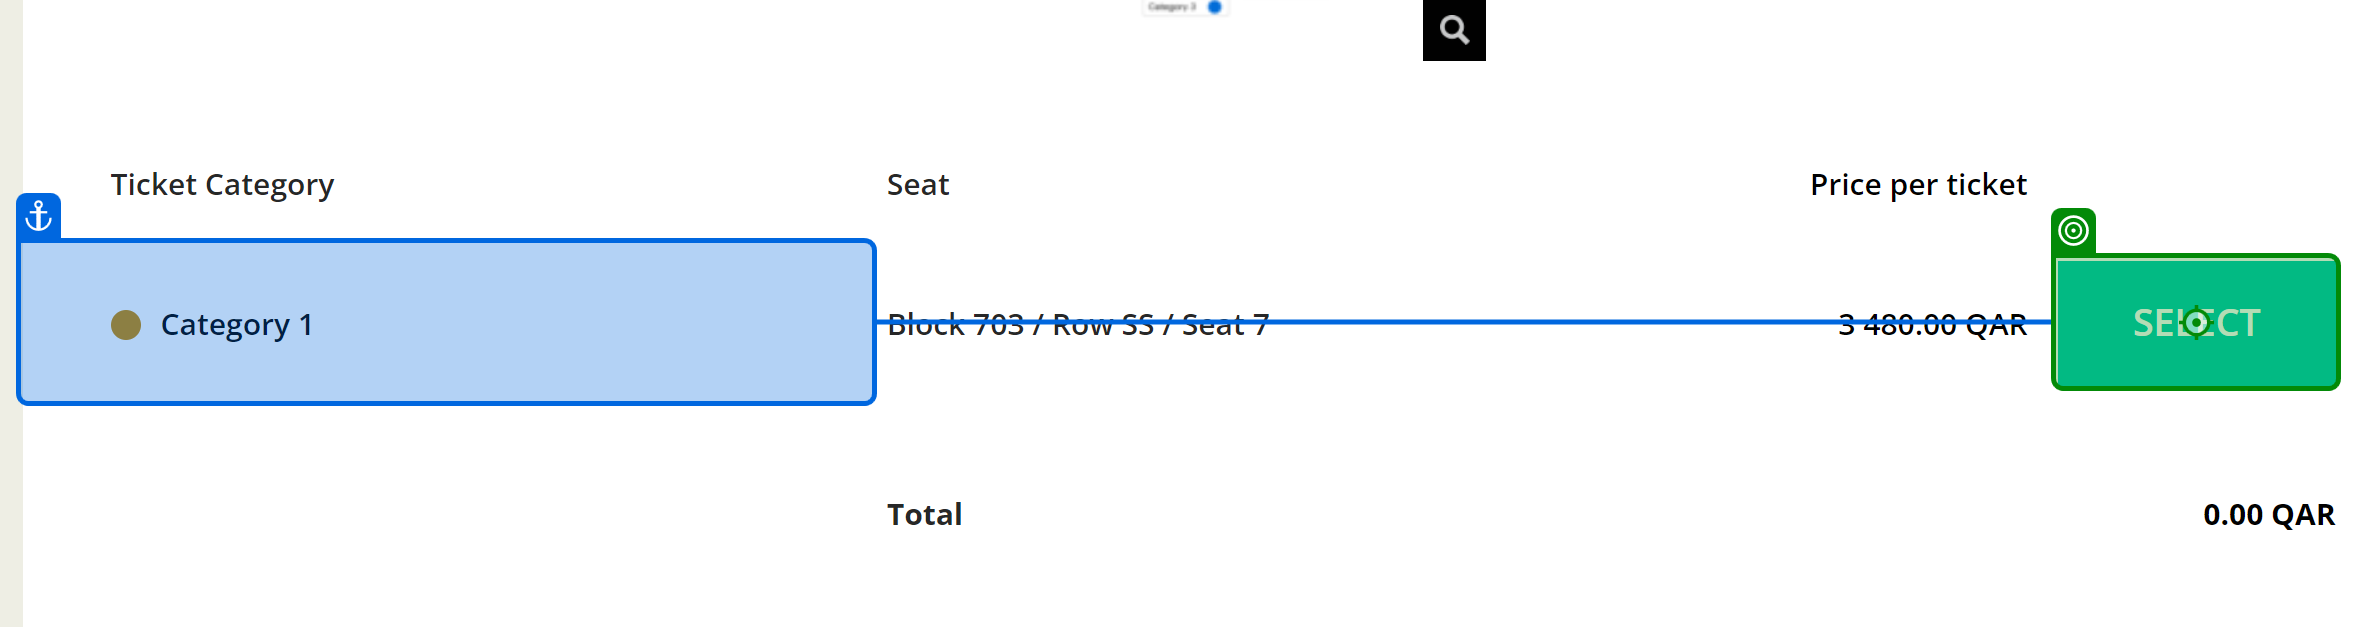 Category 3
Ticket Category Seat Price per ticket
Category 1 Block 703 / Row SS / Seat 7 3 480.00 QAR SELECT
Total 0.00 QAR